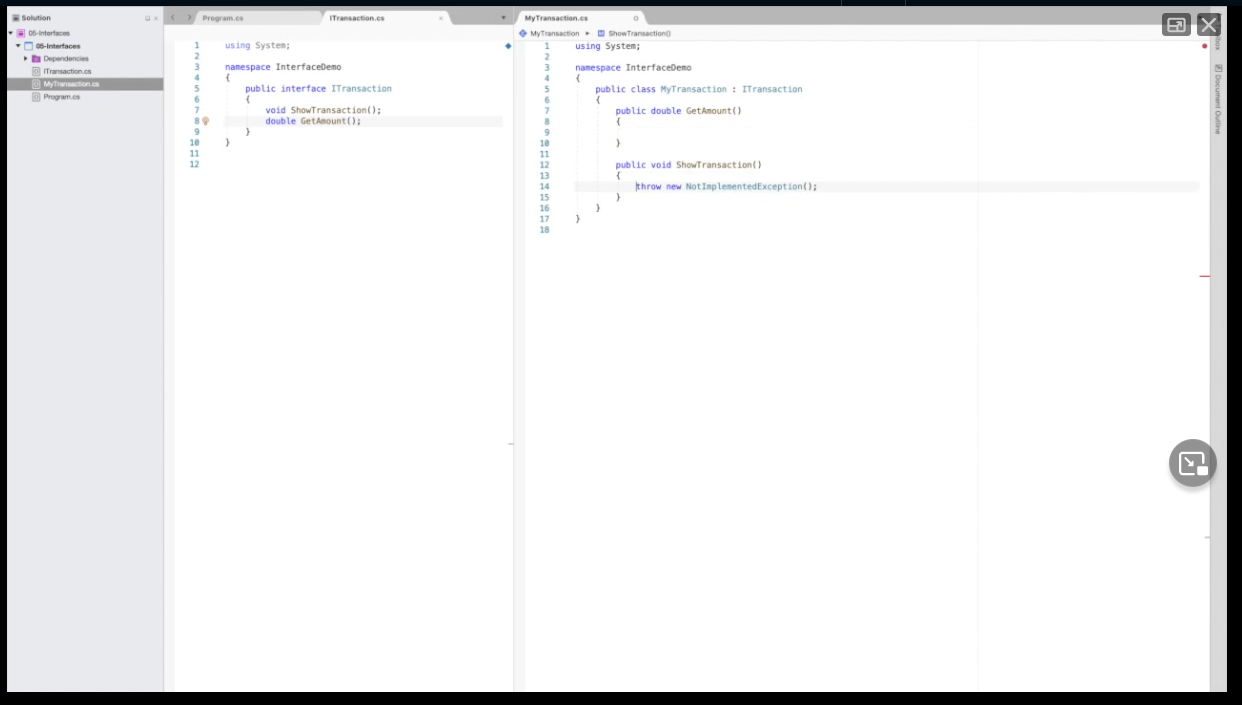 Solution
05-Interfaces
05-Interfaces
Dependencies
ITransaction.cs
MyTransaction.cs
Program.cs
Program.cs
ITransaction.cs
1 using System;
2
3 namespace InterfaceDemo
4 {
5 public interface ITransaction
6 {
7 void ShowTransaction();
8 double GetAmount();
9 }
10 }
11
12
MyTransaction.cs
MyTransaction ▸ ShowTransaction()
1 using System;
2
3 namespace InterfaceDemo
4 {
5 public class MyTransaction : ITransaction
6 {
7 public double GetAmount()
8 {
9
10 }
11
12 public void ShowTransaction()
13 {
14 throw new NotImplementedException();
15 }
16 }
17 }
18
Document Outline